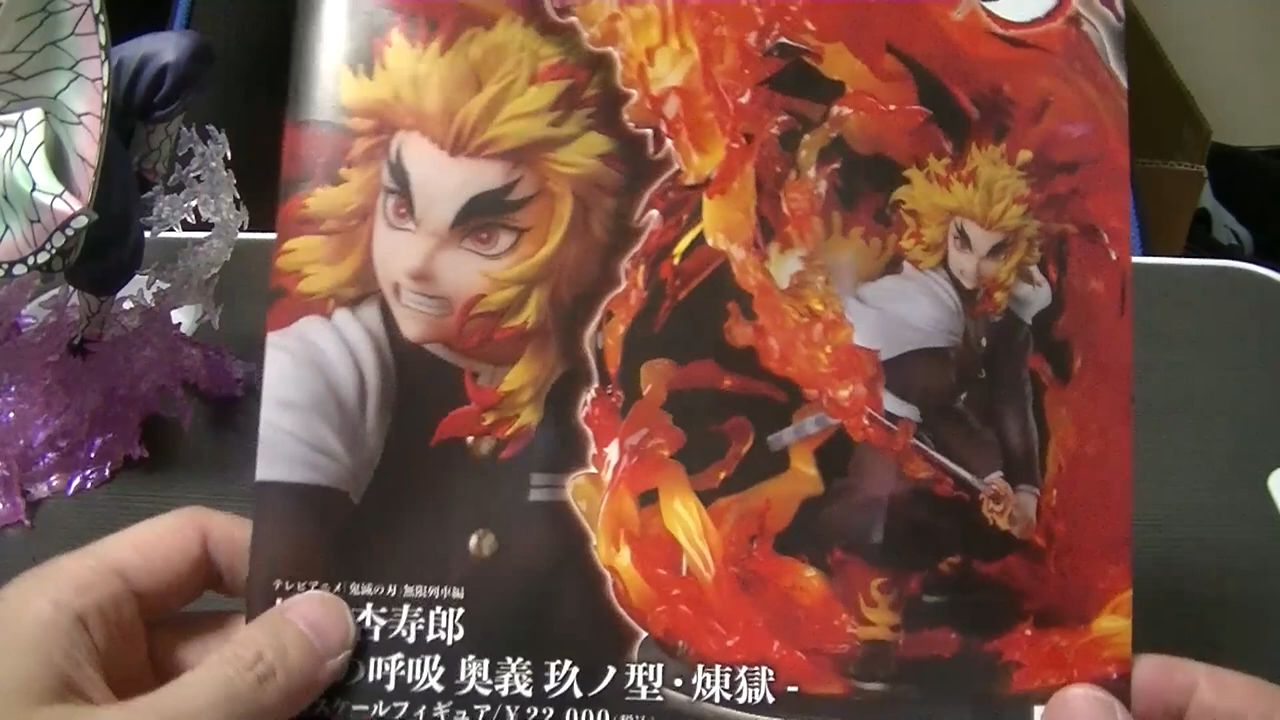 テレビアニメ「鬼滅の刃」無限列車編
杏寿郎
の呼吸 奥義 玖ノ型・煉獄-
スケールフィギュア/¥22,000(税込)